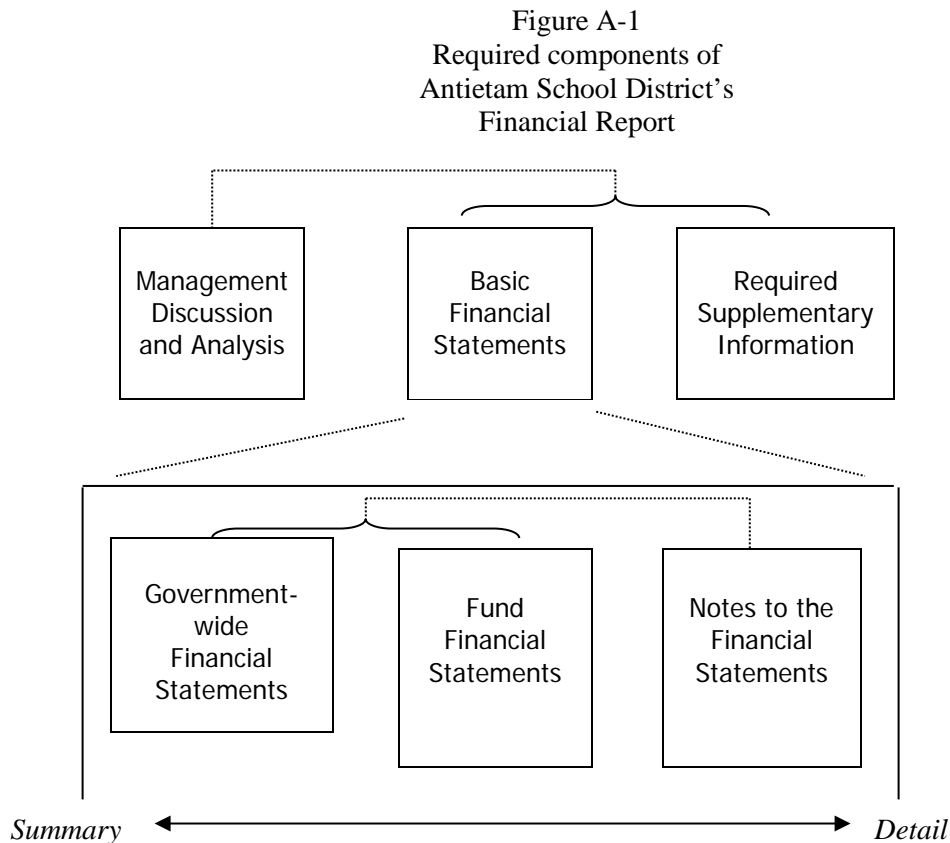 Figure A-1
Required components of
Antietam School District’s
Financial Report
Management
Discussion
and Analysis
Basic
Financial
Statements
Required
Supplementary
Information
Government-
wide
Financial
Statements
Fund
Financial
Statements
Notes to the
Financial
Statements
Summary
Detail